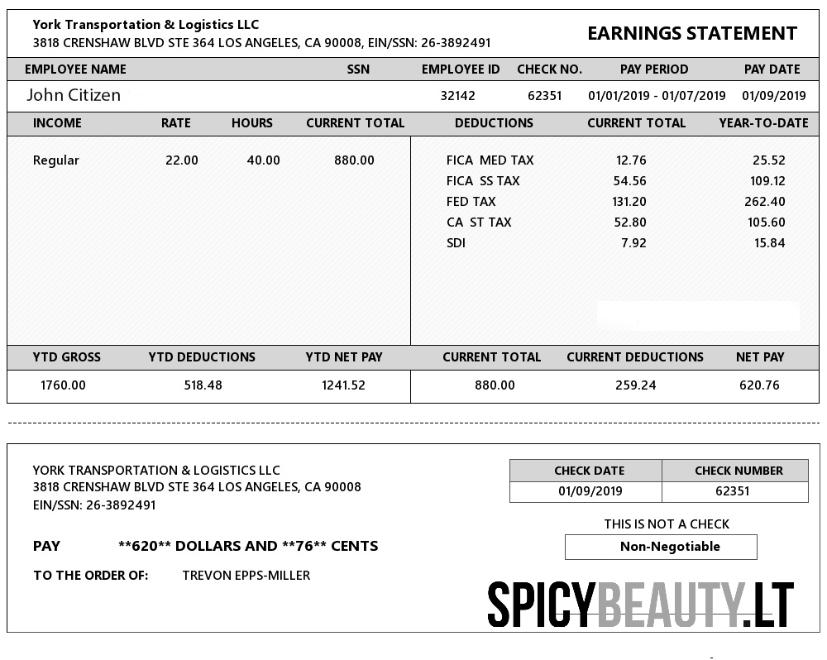 York Transportation & Logistics LLC
3818 CRENSHAW BLVD STE 364 LOS ANGELES, CA 90008, EIN/SSN: 26-3892491
EARNINGS STATEMENT
EMPLOYEE NAME SSN EMPLOYEE ID CHECK NO. PAY PERIOD PAY DATE
John Citizen 32142 62351 01/01/2019 - 01/07/2019 01/09/2019
INCOME RATE HOURS CURRENT TOTAL DEDUCTIONS CURRENT TOTAL YEAR-TO-DATE
Regular 22.00 40.00 880.00 FICA MED TAX 12.76 25.52
FICA SS TAX 54.56 109.12
FED TAX 131.20 262.40
CA ST TAX 52.80 105.60
SDI 7.92 15.84
YTD GROSS YTD DEDUCTIONS YTD NET PAY CURRENT TOTAL CURRENT DEDUCTIONS NET PAY
1760.00 518.48 1241.52 880.00 259.24 620.76
YORK TRANSPORTATION & LOGISTICS LLC
3818 CRENSHAW BLVD STE 364 LOS ANGELES, CA 90008
EIN/SSN: 26-3892491
CHECK DATE CHECK NUMBER
01/09/2019 62351
THIS IS NOT A CHECK
Non-Negotiable
PAY **620** DOLLARS AND **76** CENTS
TO THE ORDER OF: TREVON EPPS-MILLER
SPICYBEAUTY.LT